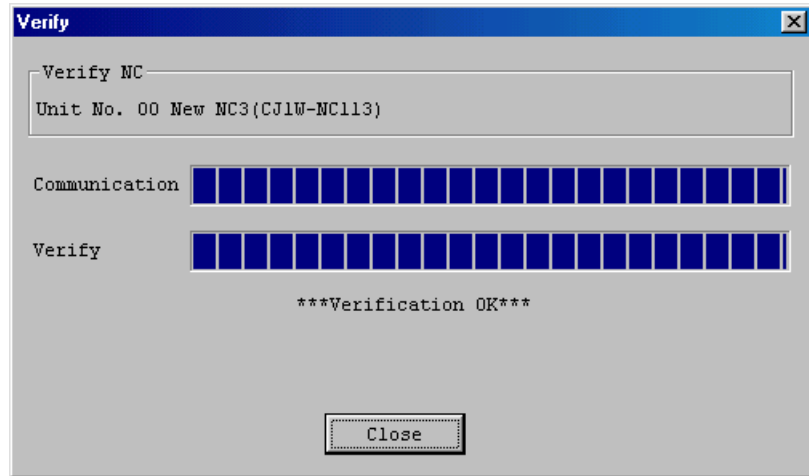 Verify
Verify NC
Unit No. 00 New NC3(CJ1W-NC113)
Communication
Verify
***Verification OK***
Close